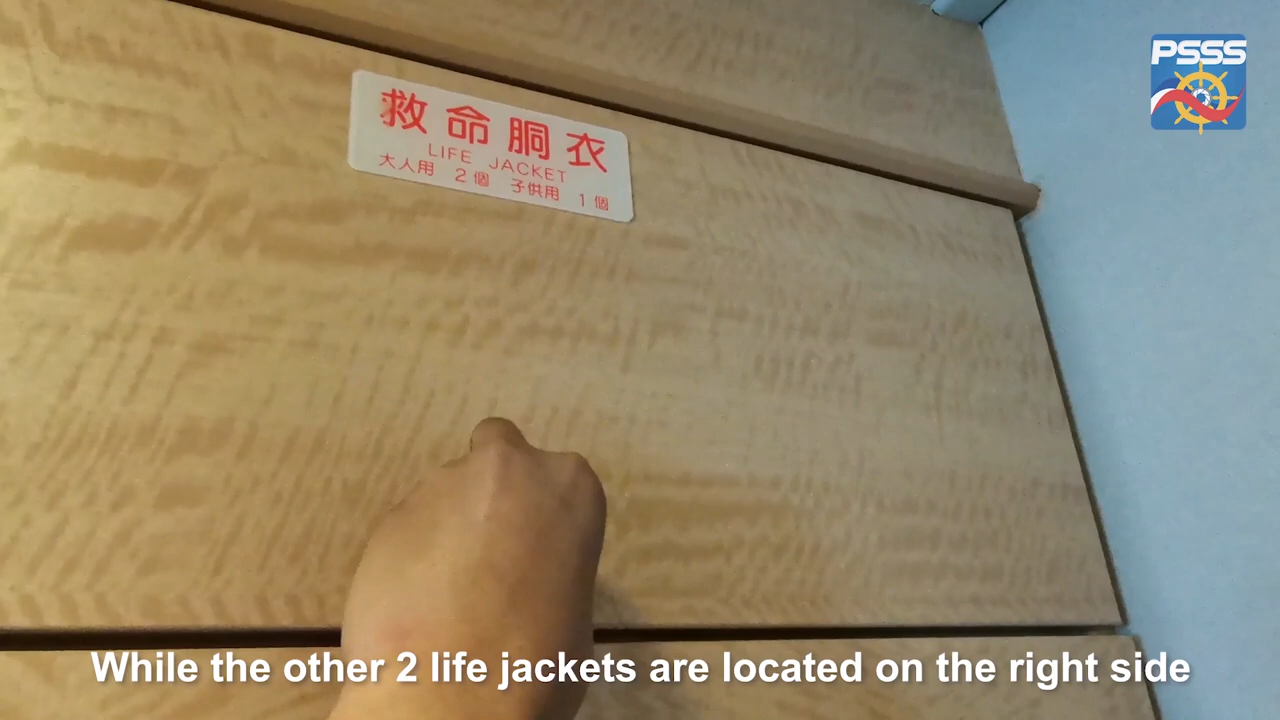 PSSS
救命胴衣
LIFE JACKET
大人用 2個 子供用 1個
While the other 2 life jackets are located on the right side